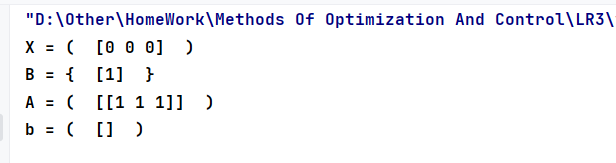 "D:\Other\HomeWork\Methods Of Optimization And Control\LR3\
X = (  [0 0 0]  )
B = {  [1]  }
A = (  [[1 1 1]]  )
b = (  []  )